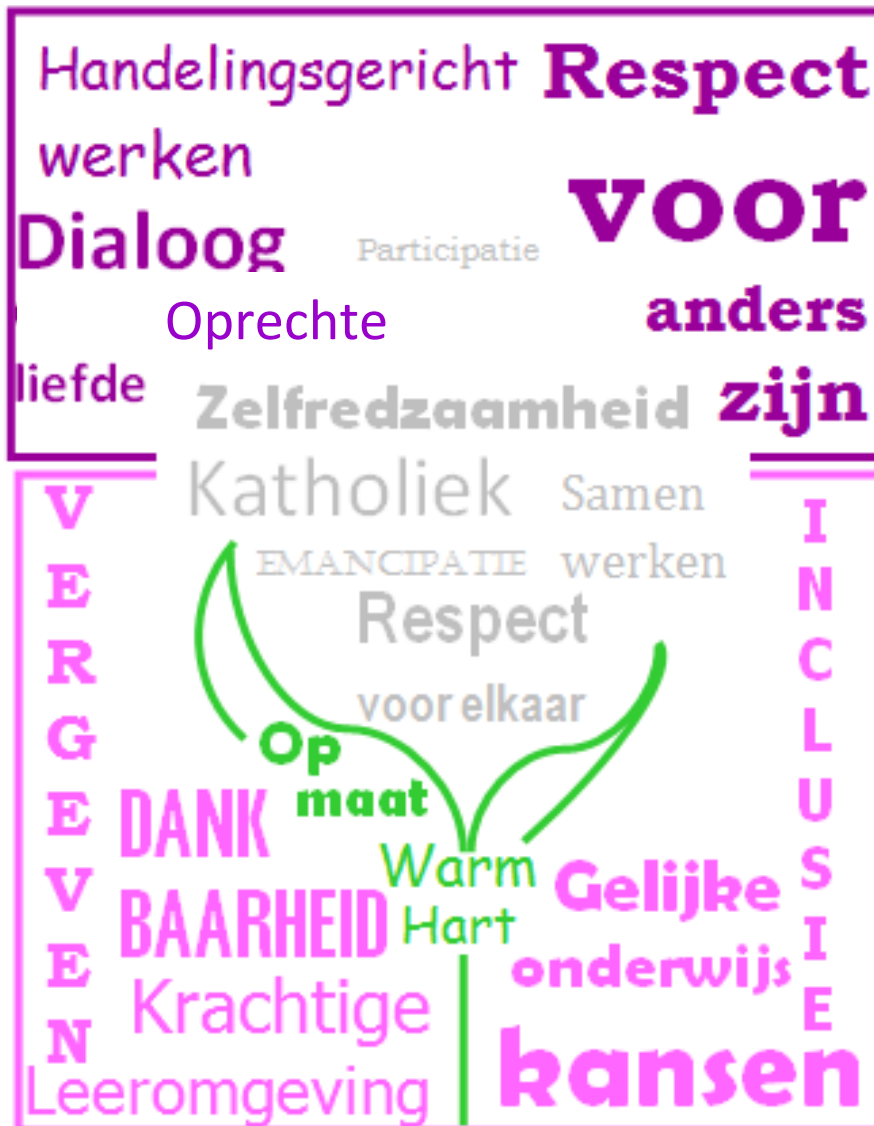 Handelingsgericht
werken
Respect
voor
anders
zijn
Dialoog
Participatie
Oprechte
liefde
Zelfredzaamheid
Katholiek
Samen
werken
EMANCIPATIE
Respect
voor elkaar
VERGEVEN
INCLUSIE
Op
maat
DANK
BAARHEID
Warm
Hart
Gelijke
onderwijs
kansen
Krachtige
Leeromgeving